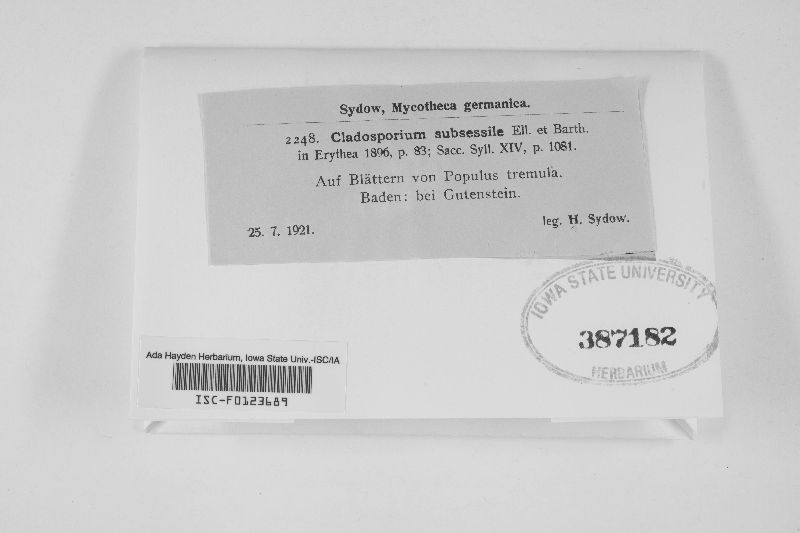 Sydow, Mycotheca germanica.
2248. Cladosporium subsessile Ell. et Barth.
in Erythea 1896, p. 83; Sacc. Syll. XIV, p. 1081.
Auf Blättern von Populus tremula.
Baden: bei Gutenstein.
25. 7. 1921.
leg. H. Sydow.
IOWA STATE UNIVERSITY
387182
HERBARIUM
Ada Hayden Herbarium, Iowa State Univ.-ISC/IA
ISC-F0123689